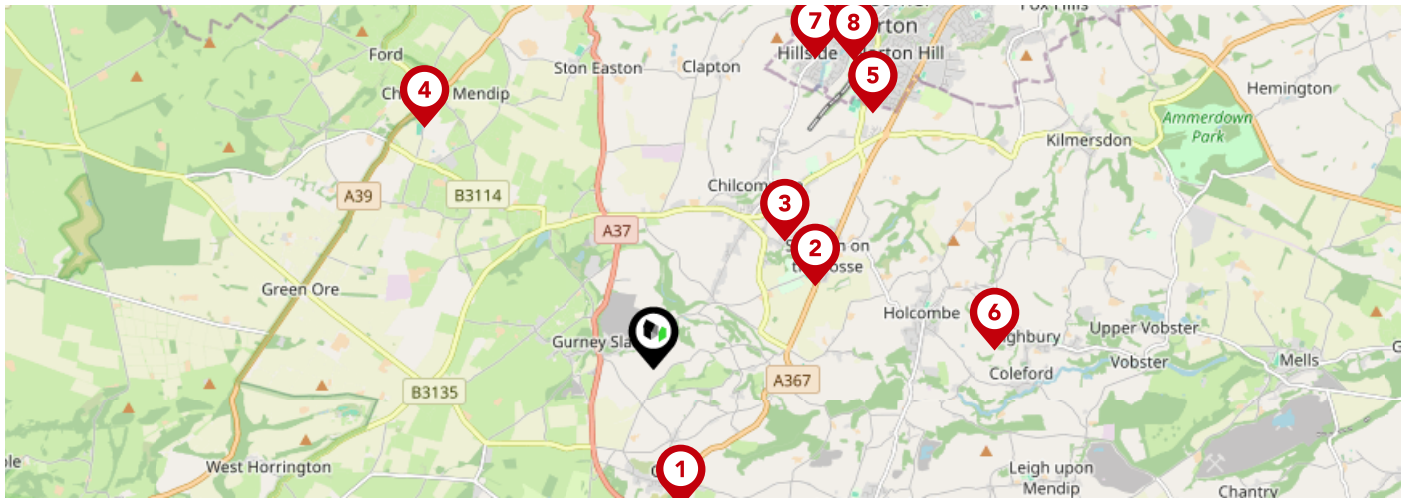 Fox Hills
7
8
rton
Ford
Hillside
rton Hill
Ston Easton
Clapton
5
4
Mendip
Hemington
Ammerdown
Park
Kilmersdon
A39
B3114
Chilcom
3
A37
2
on
osse
Green Ore
Holcombe
6
ghbury
Upper Vobster
Gurney Sla
Vobster
Mells
Coleford
A367
B3135
1
West Horrington
Leigh upon
Mendip
Chantry